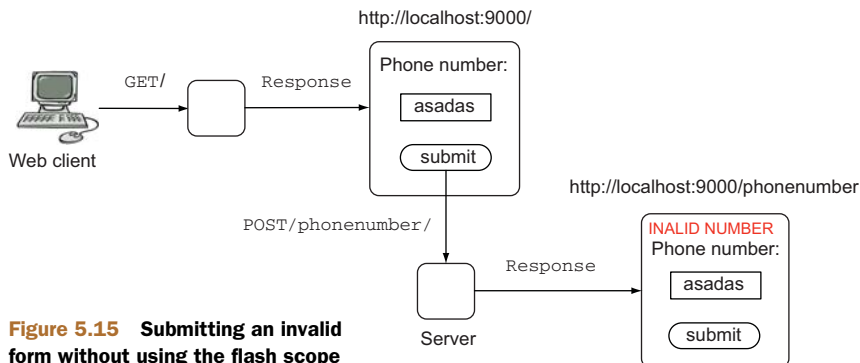 http://localhost:9000/
Phone number:
GET/
Response
asadas
submit
Web client
http://localhost:9000/phonenumber
POST/phonenumber/
INALID NUMBER
Phone number:
Response
asadas
submit
Server
Figure 5.15 Submitting an invalid
form without using the flash scope